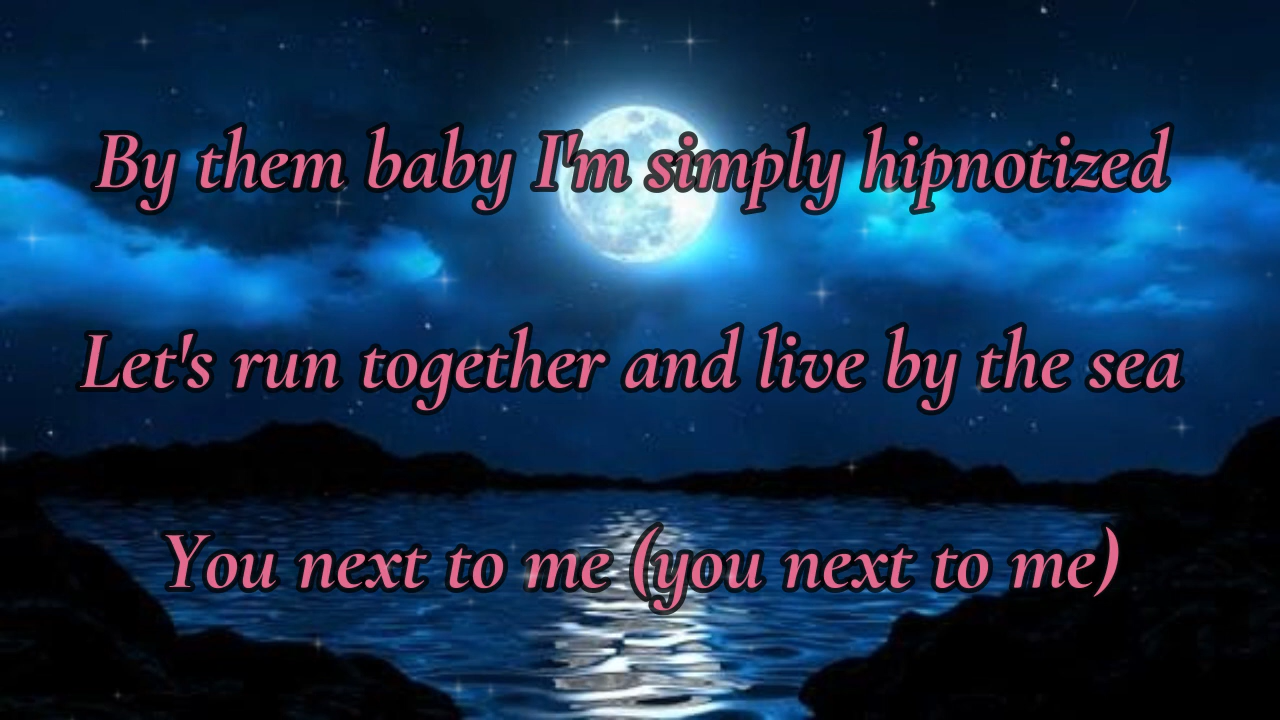 By them baby I'm simply hipnotized
Let's run together and live by the sea
You next to me (you next to me)